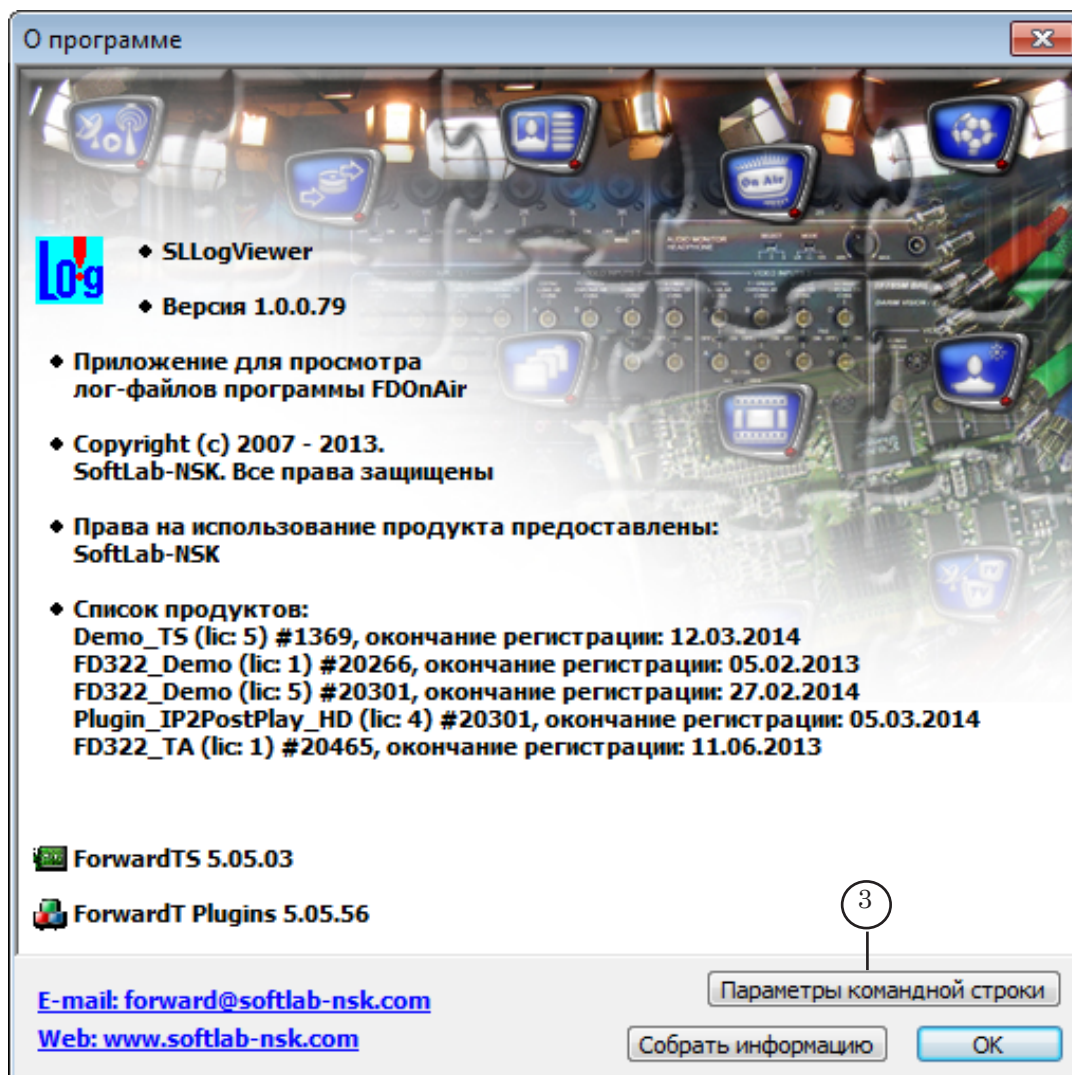 О программе
On Air
Log
SLLogViewer
Версия 1.0.0.79
Приложение для просмотра
лог-файлов программы FDOnAir
Copyright (c) 2007 - 2013.
SoftLab-NSK. Все права защищены
Права на использование продукта предоставлены:
SoftLab-NSK
Список продуктов:
Demo_TS (lic: 5) #1369, окончание регистрации: 12.03.2014
FD322_Demo (lic: 1) #20266, окончание регистрации: 05.02.2013
FD322_Demo (lic: 5) #20301, окончание регистрации: 27.02.2014
Plugin_IP2PostPlay_HD (lic: 4) #20301, окончание регистрации: 05.03.2014
FD322_TA (lic: 1) #20465, окончание регистрации: 11.06.2013
ForwardTS 5.05.03
ForwardT Plugins 5.05.56
3
E-mail: forward@softlab-nsk.com
Параметры командной строки
Web: www.softlab-nsk.com
Собрать информацию
OK